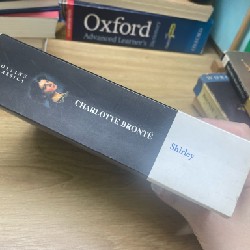 Oxford
Advanced Learner's
CHARLOTTE BRONTË
Shirley